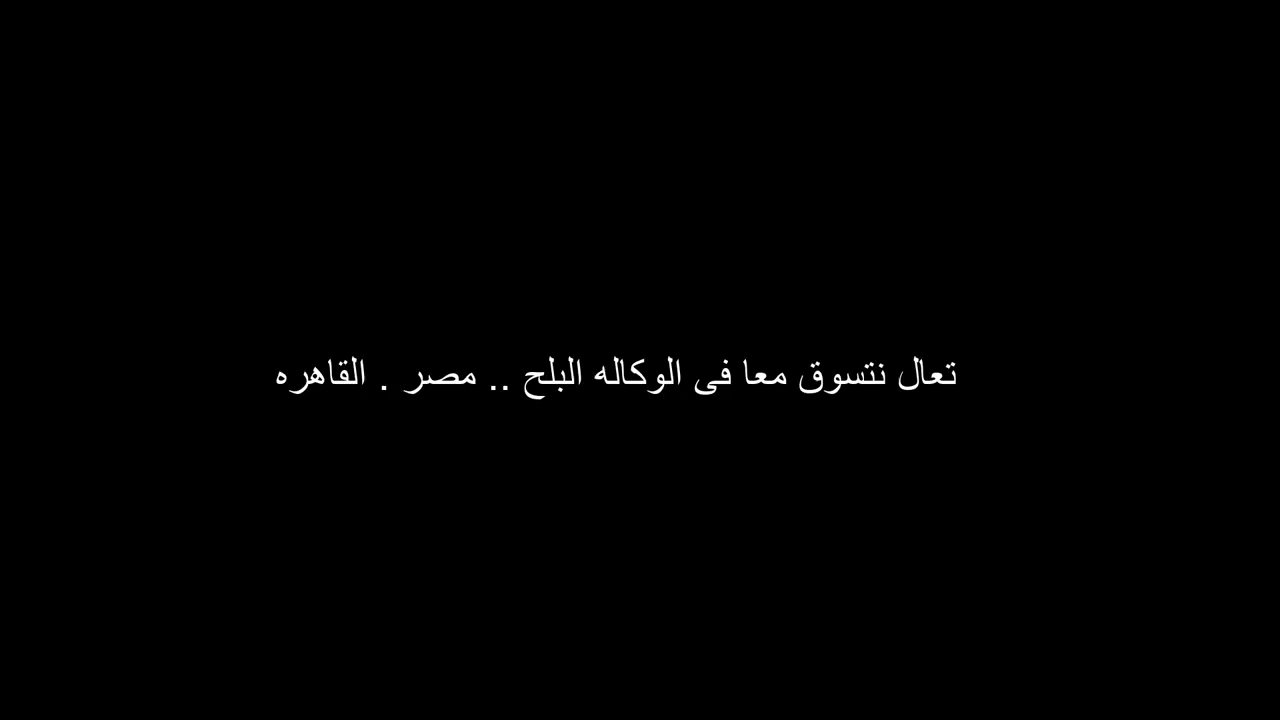 تعال نتسوق معا فى الوكاله البلح .. مصر . القاهره